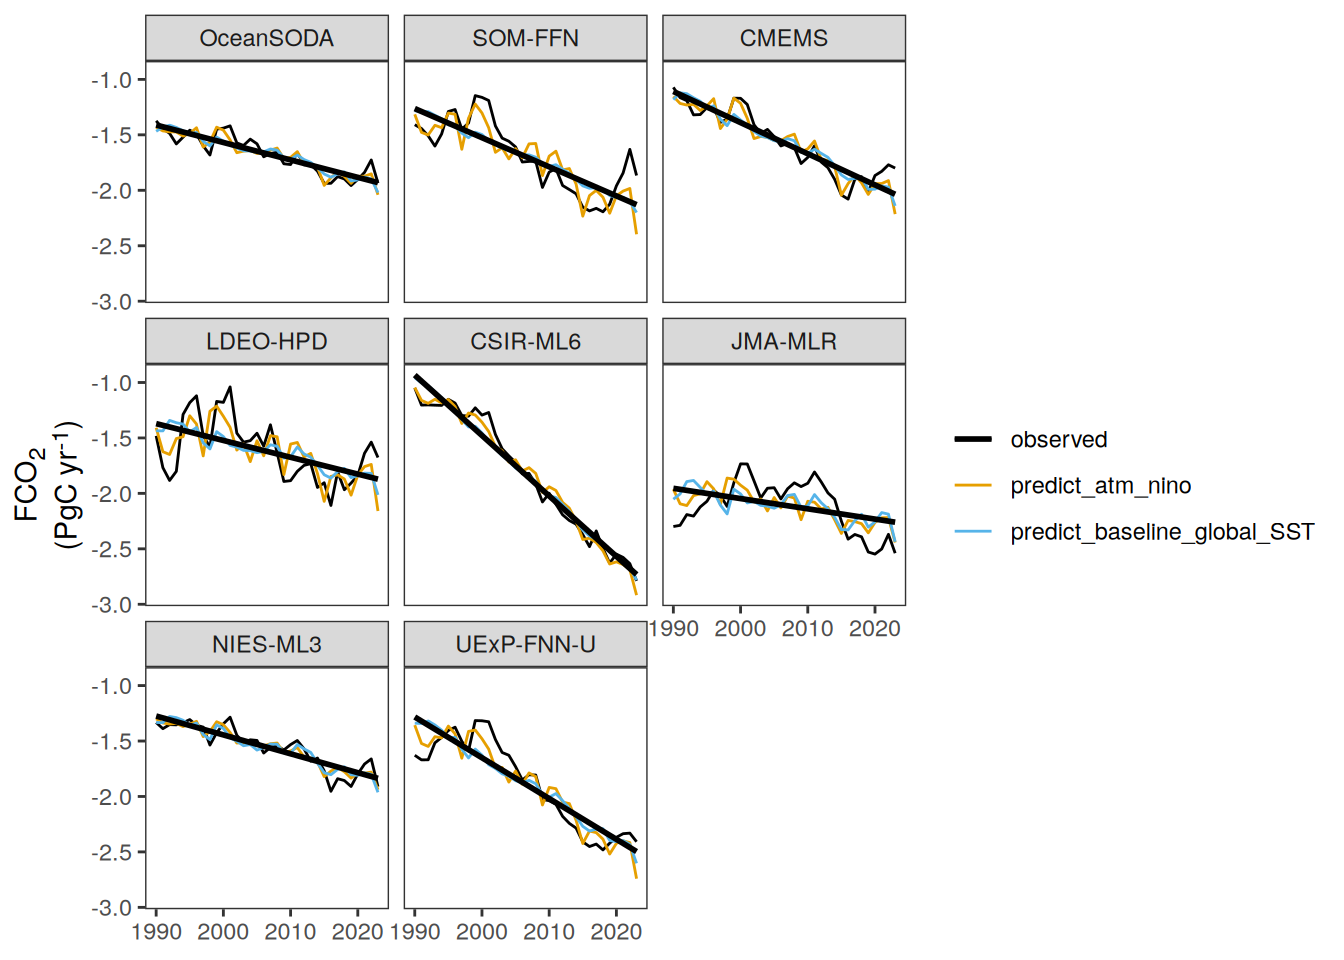 OceanSODA
SOM-FFN
CMEMS
-1.0
-1.5
-2.0
-2.5
-3.0
LDEO-HPD
CSIR-ML6
JMA-MLR
-1.0
-1.5
-2.0
-2.5
-3.0
1990 2000 2010 2020
NIES-ML3
UExP-FNN-U
-1.0
-1.5
-2.0
-2.5
-3.0
1990 2000 2010 2020
1990 2000 2010 2020
FCO₂
(PgC yr⁻¹)
observed
predict_atm_nino
predict_baseline_global_SST